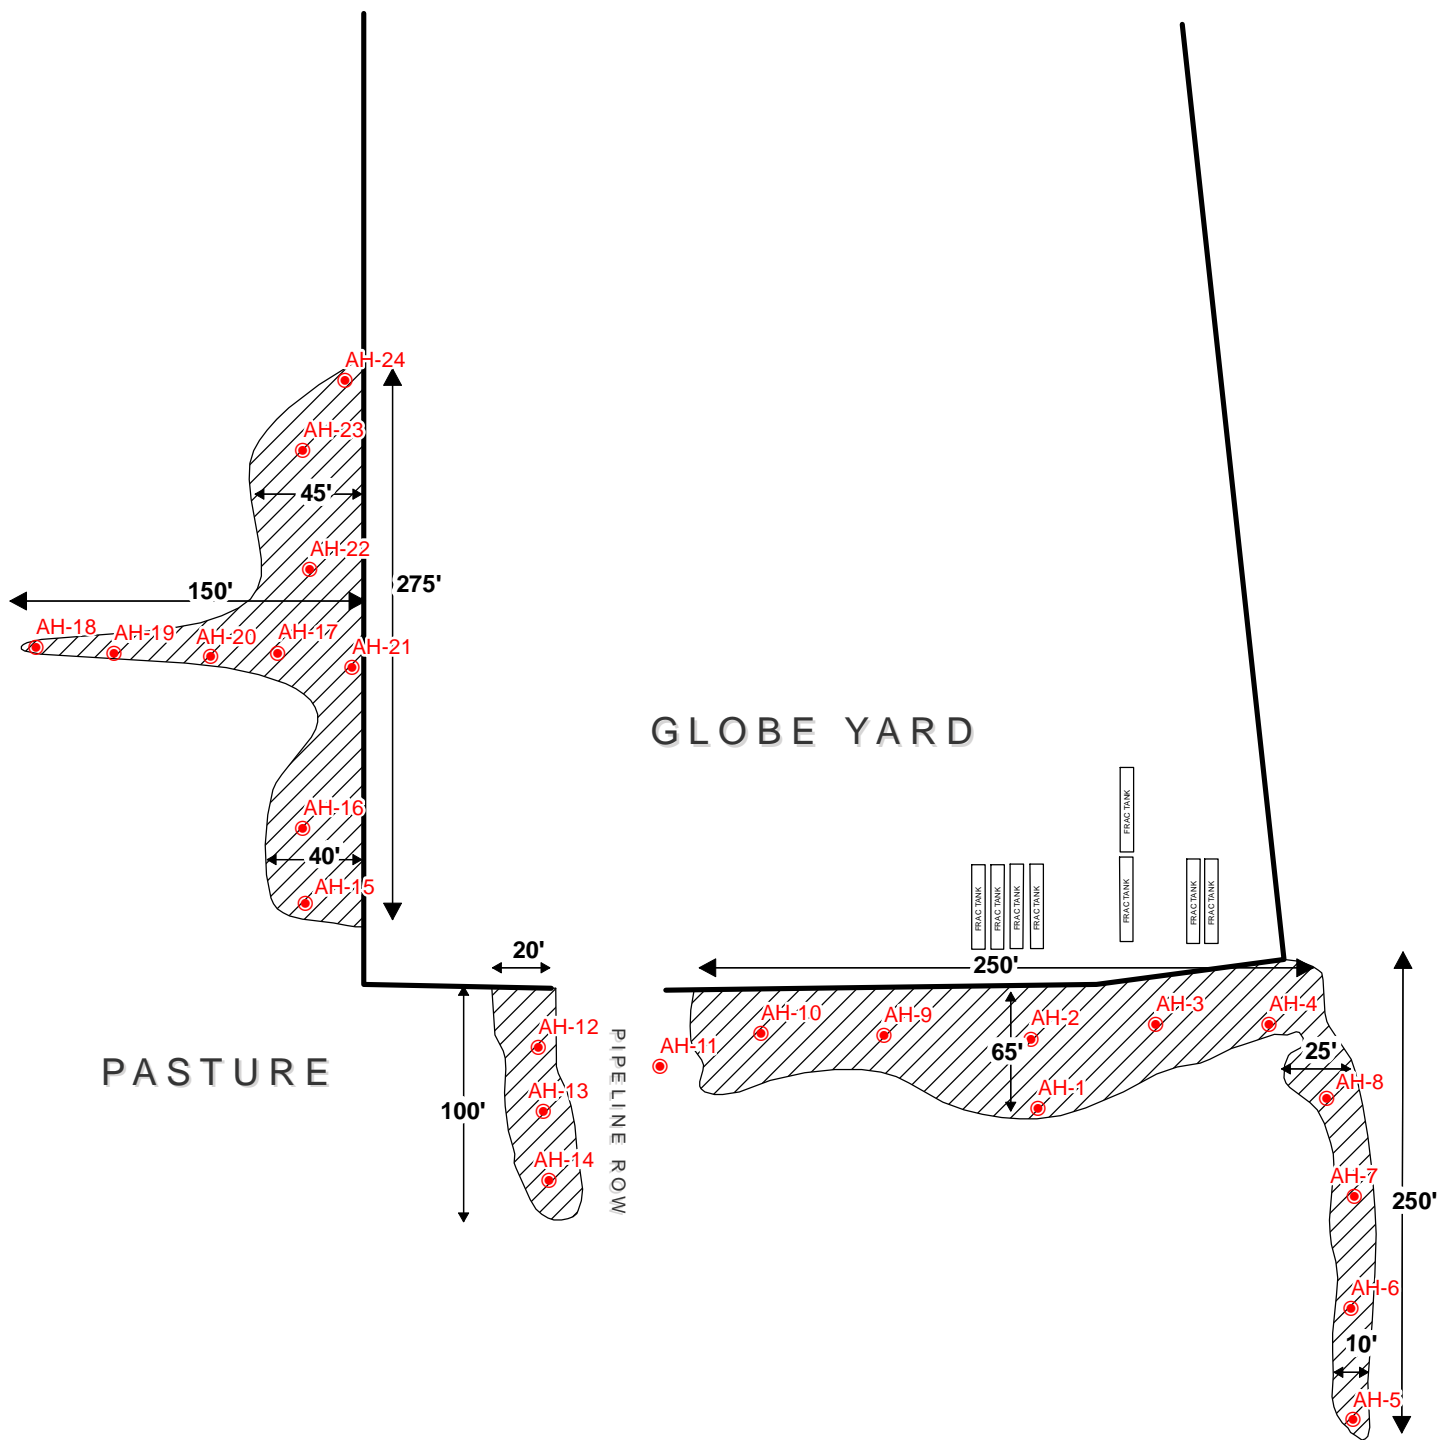 AH-24
AH-23
45'
AH-22
275'
150'
AH-18
AH-19
AH-20
AH-17
AH-21
GLOBE YARD
FRAC TANK
AH-16
40'
AH-15
FRAC TANK
FRAC TANK
FRAC TANK
FRAC TANK
FRAC TANK
FRAC TANK
FRAC TANK
20'
250'
AH-12
AH-10
AH-9
AH-2
AH-3
AH-4
PIPELINE ROW
65'
25'
PASTURE
AH-11
AH-13
100'
AH-1
AH-8
AH-14
AH-7
250'
AH-6
10'
AH-5